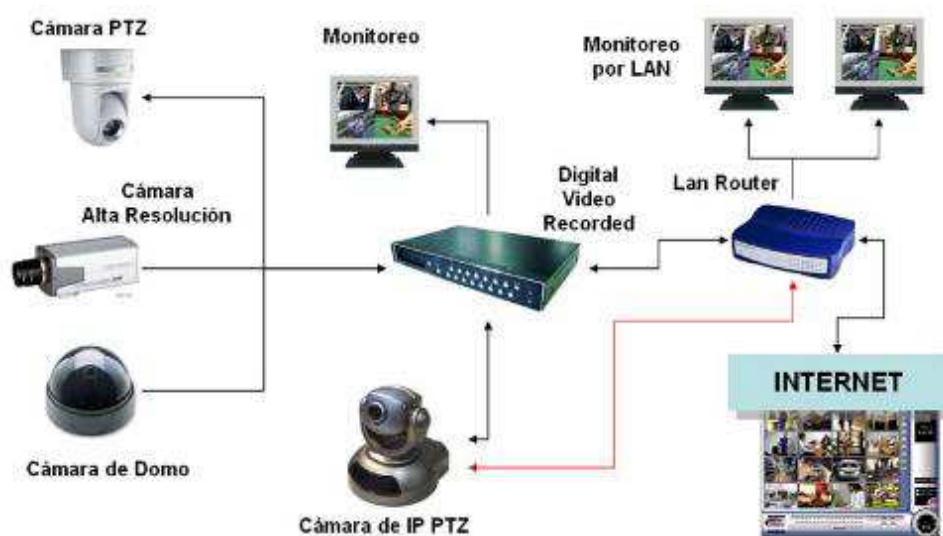 Cámara PTZ
Monitoreo
Monitoreo
por LAN
Cámara
Alta Resolución
Digital
Video
Recorded
Lan Router
INTERNET
Cámara de Domo
Cámara de IP PTZ